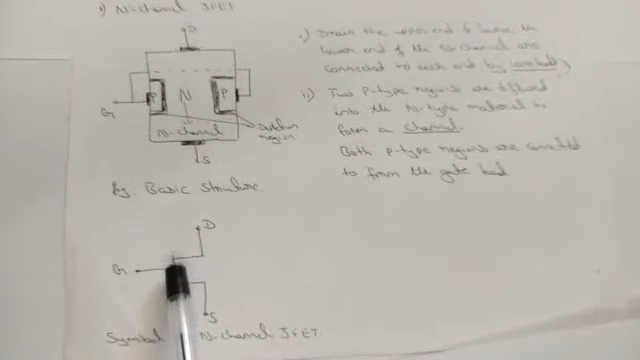 1) N-channel JFET
D
P
N
P
G
N-channel
S
region
Fig. Basic Structure.
i) Drain the upper end & source the
lower end of the N-channel are
connected to each end by
ii) Two P-type regions are diffused
into the N-type material to
form a channel.
Both P-type regions are connected
to form the gate lead
D
G
S
Symbol N-channel JFET.